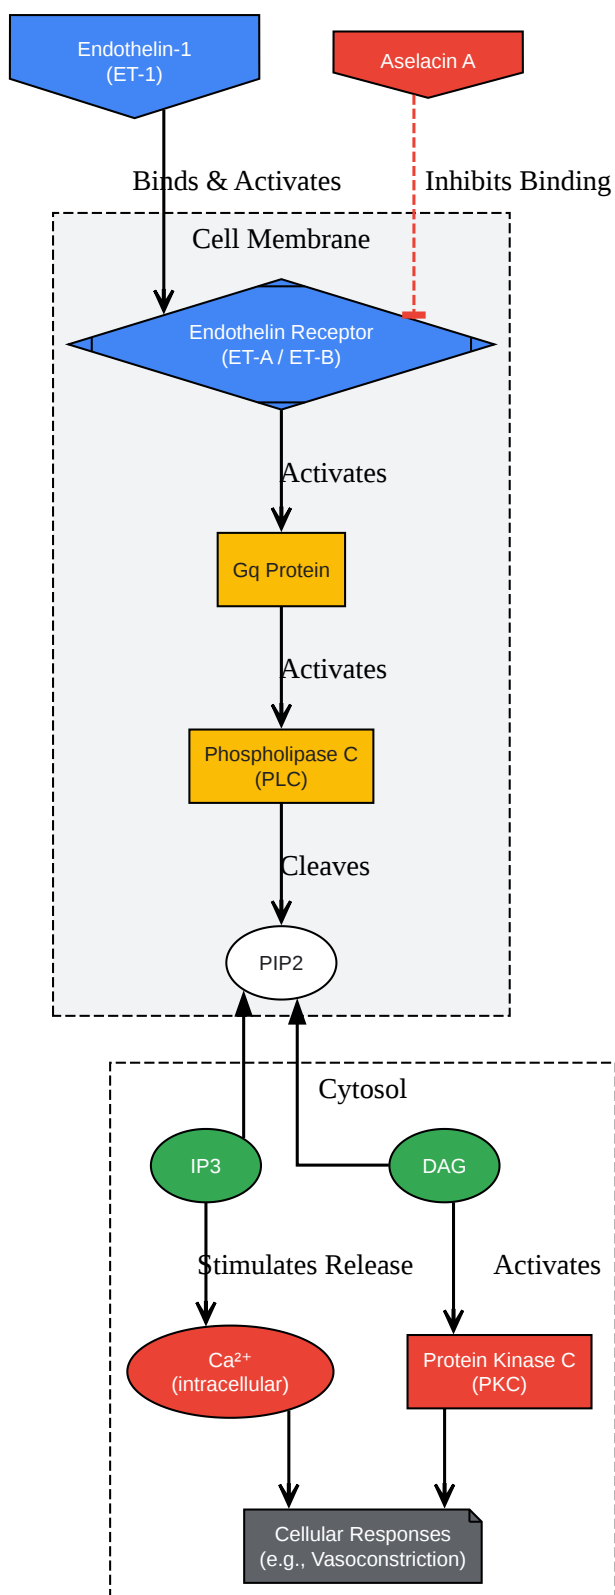 Endothelin-1
(ET-1)
Aselacin A
Binds & Activates
Inhibits Binding
Cell Membrane
Endothelin Receptor
(ET-A / ET-B)
Activates
Gq Protein
Activates
Phospholipase C
(PLC)
Cleaves
PIP2
Cytosol
IP3
DAG
Stimulates Release
Activates
Ca²⁺
(intracellular)
Protein Kinase C
(PKC)
Cellular Responses
(e.g., Vasoconstriction)